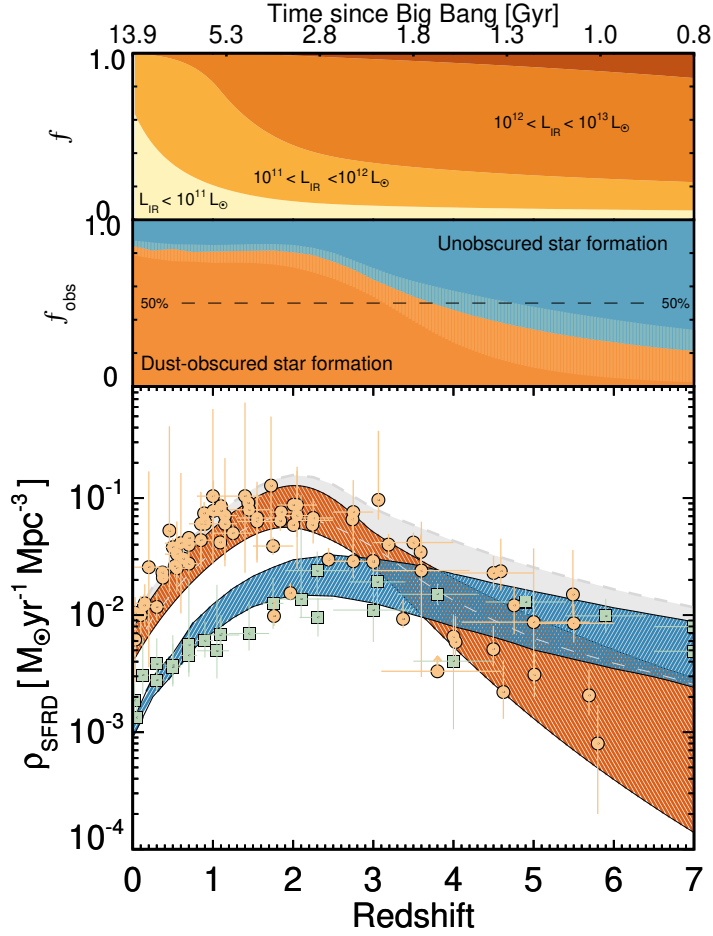 Time since Big Bang [Gyr]
13.9 5.3 2.8 1.8 1.3 1.0 0.8
1.0
f
10¹² < L_IR < 10¹³ L☉
10¹¹ < L_IR <10¹² L☉
L_IR < 10¹¹ L☉
0
1.0
Unobscured star formation
f_obs
50% 50%
Dust-obscured star formation
0
10⁻¹
10⁻²
10⁻³
10⁻⁴
ρ_SFRD [ M☉yr⁻¹ Mpc⁻³]
0 1 2 3 4 5 6 7
Redshift